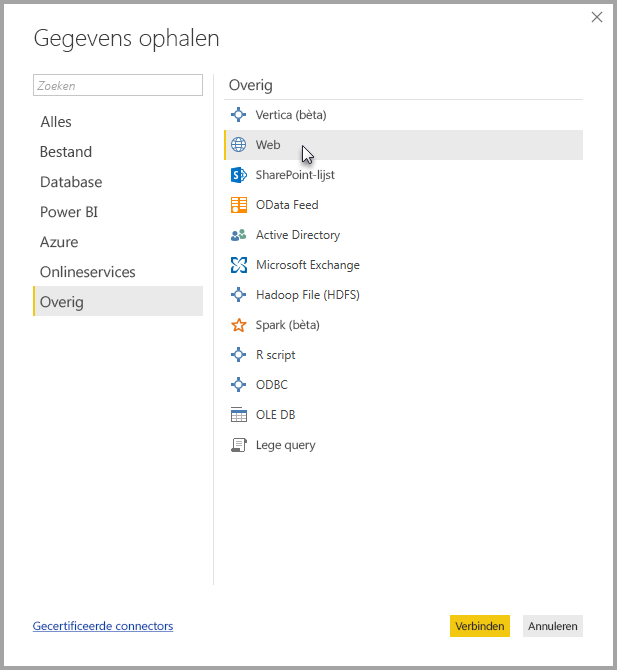 Gegevens ophalen
Zoeken
Alles
Bestand
Database
Power BI
Azure
Onlineservices
Overig
Overig
Vertica (bèta)
Web
SharePoint-lijst
OData Feed
Active Directory
Microsoft Exchange
Hadoop File (HDFS)
Spark (bèta)
R script
ODBC
OLE DB
Lege query
Gecertificeerde connectors
Verbinden
Annuleren